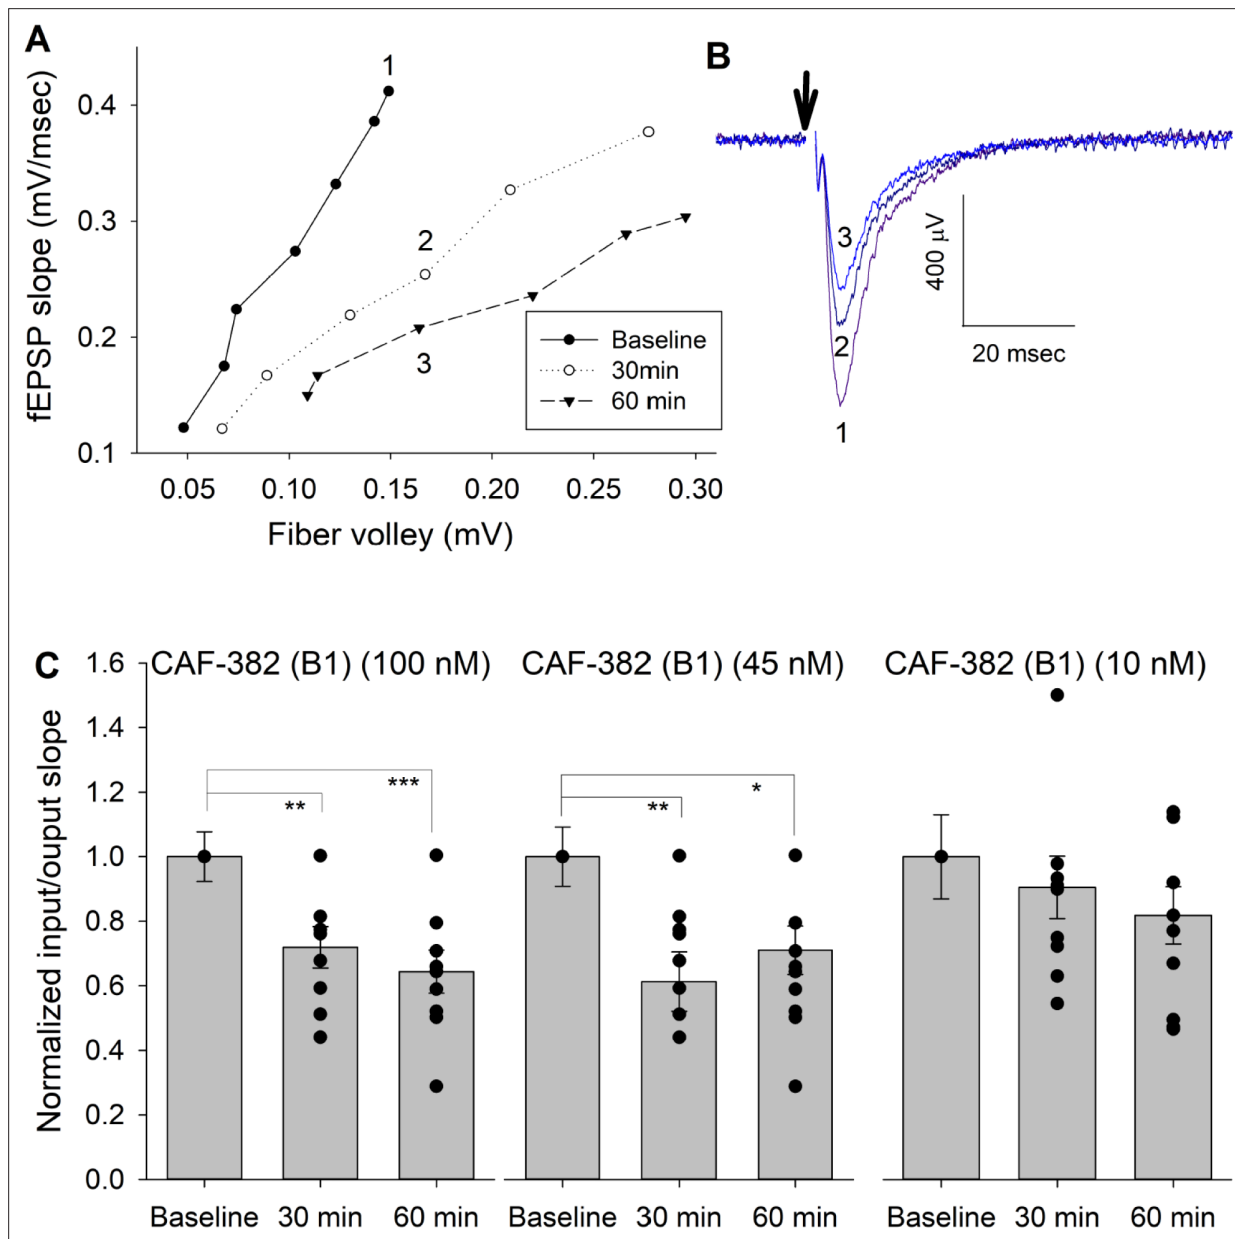 A
B
1
2
3
0.4
0.3
0.2
0.1
fEPSP slope (mV/msec)
0.05 0.10 0.15 0.20 0.25 0.30
Fiber volley (mV)
Baseline
30min
60 min
3
2
1
400 μV
20 msec
C
CAF-382 (B1) (100 nM) CAF-382 (B1) (45 nM) CAF-382 (B1) (10 nM)
1.6
1.4
1.2
1.0
0.8
0.6
0.4
0.2
0.0
Normalized input/ouput slope
** ***
** *
Baseline 30 min 60 min Baseline 30 min 60 min Baseline 30 min 60 min